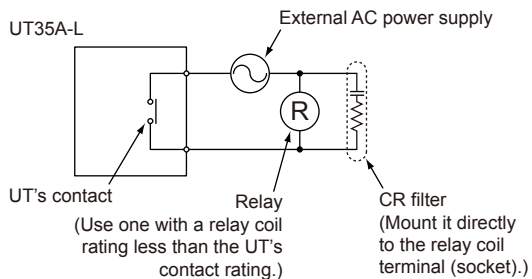 External AC power supply
UT35A-L
R
UT's contact
Relay
(Use one with a relay coil
rating less than the UT's
contact rating.)
CR filter
(Mount it directly
to the relay coil
terminal (socket).)